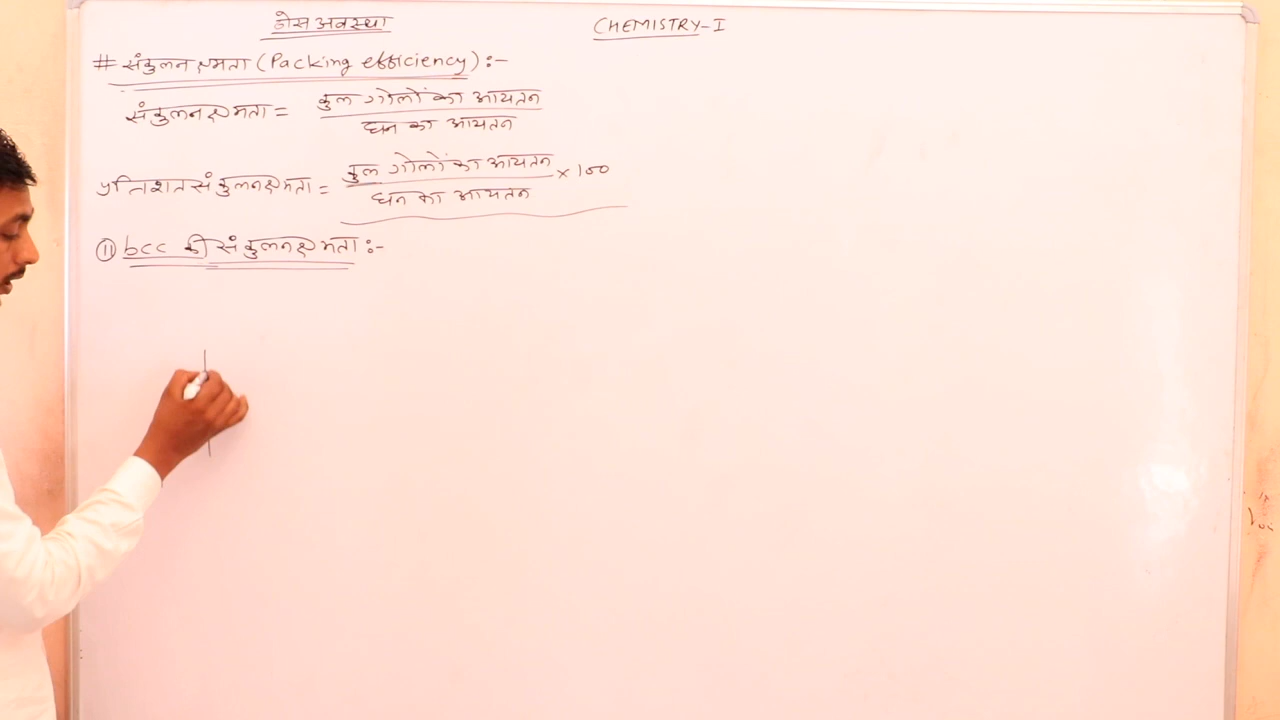 ठोस अवस्था
CHEMISTRY-I
# संकुलन क्षमता (Packing efficiency) :-
संकुलन क्षमता = कुल गोलों का आयतन
घन का आयतन
प्रतिशत संकुलन क्षमता = कुल गोलों का आयतन × 100
घन का आयतन
(II) bcc की संकुलन क्षमता :-